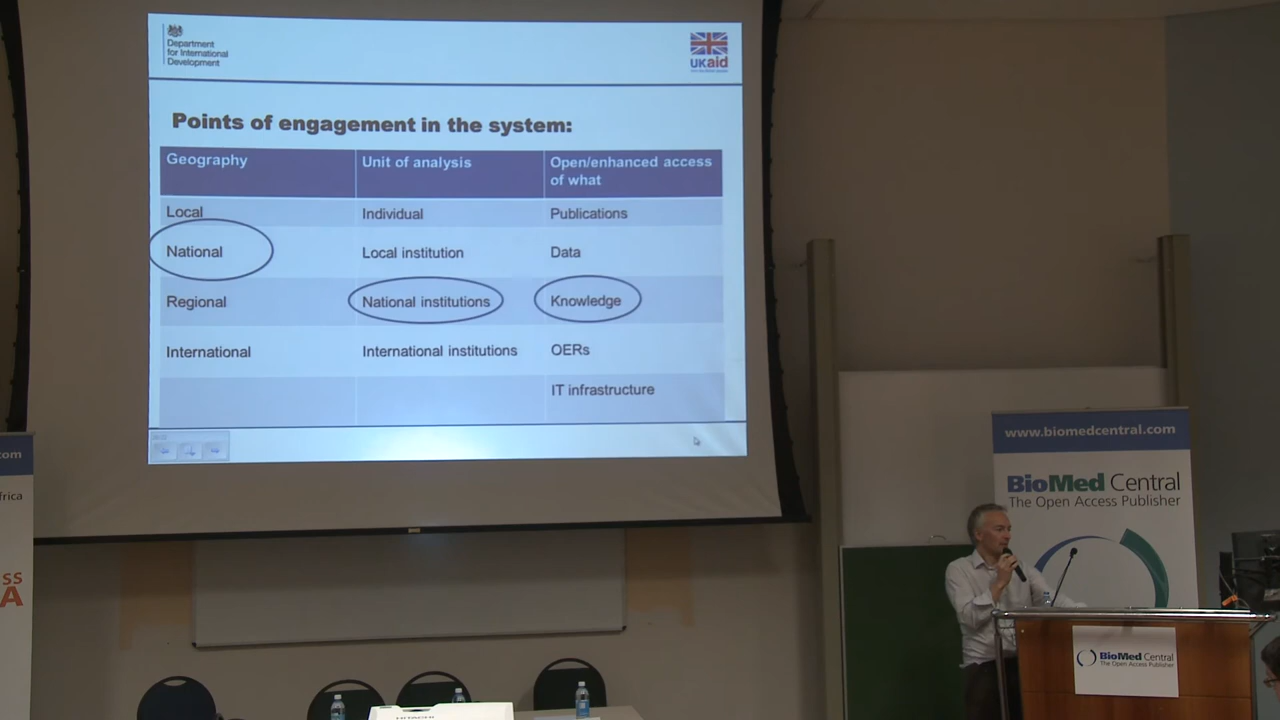 Department
for International
Development
UKaid
Points of engagement in the system:
Geography
Unit of analysis
Open/enhanced access
of what
Local
Individual
Publications
National
Local institution
Data
Regional
National institutions
Knowledge
International
International institutions
OERs
IT infrastructure
www.biomedcentral.com
BioMed Central
The Open Access Publisher
BioMed Central
The Open Access Publisher
com
frica
SS
A